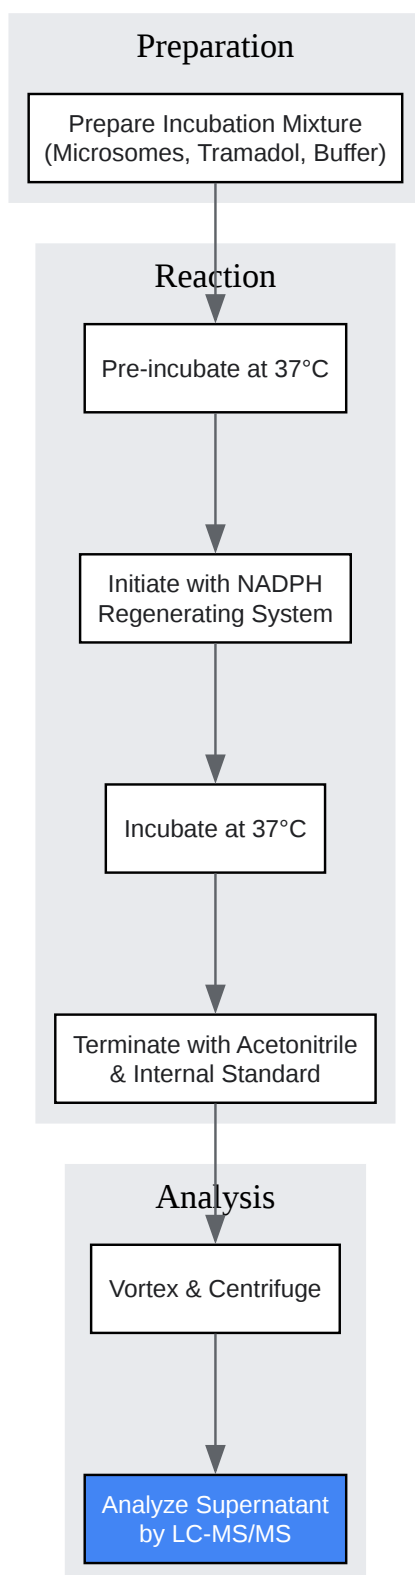 Preparation
Prepare Incubation Mixture
(Microsomes, Tramadol, Buffer)
Reaction
Pre-incubate at 37°C
Initiate with NADPH
Regenerating System
Incubate at 37°C
Terminate with Acetonitrile
& Internal Standard
Analysis
Vortex & Centrifuge
Analyze Supernatant
by LC-MS/MS